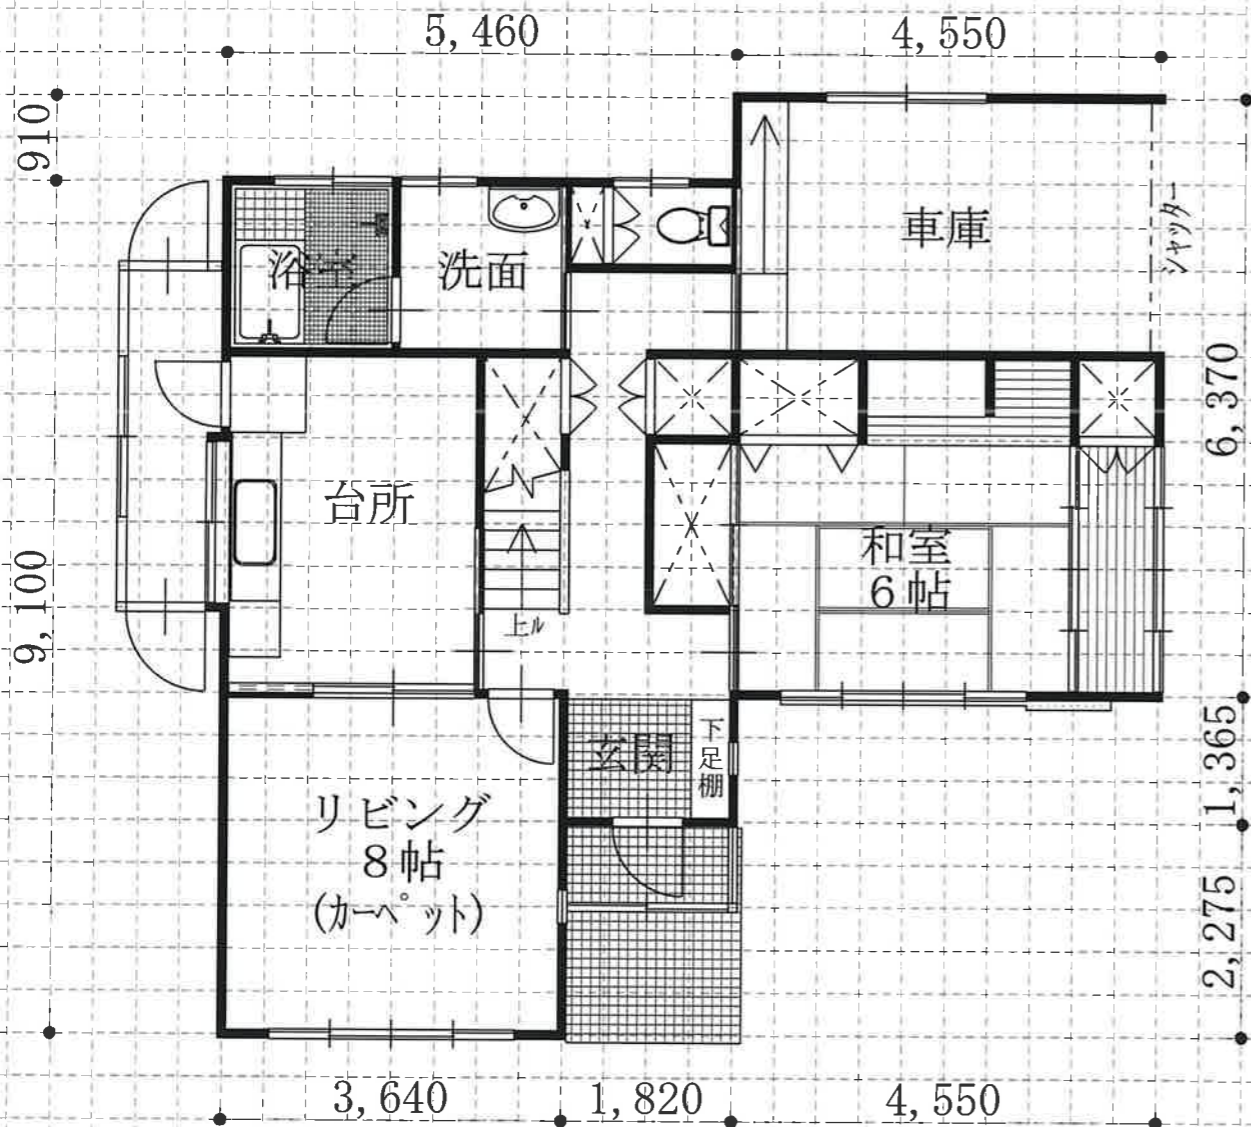 5,460
4,550
910
車庫
シャッター
浴室
洗面
6,370
台所
和室
6帖
9,100
上ル
玄関
下足棚
1,365
リビング
8帖
(カーペット)
2,275
3,640
1,820
4,550